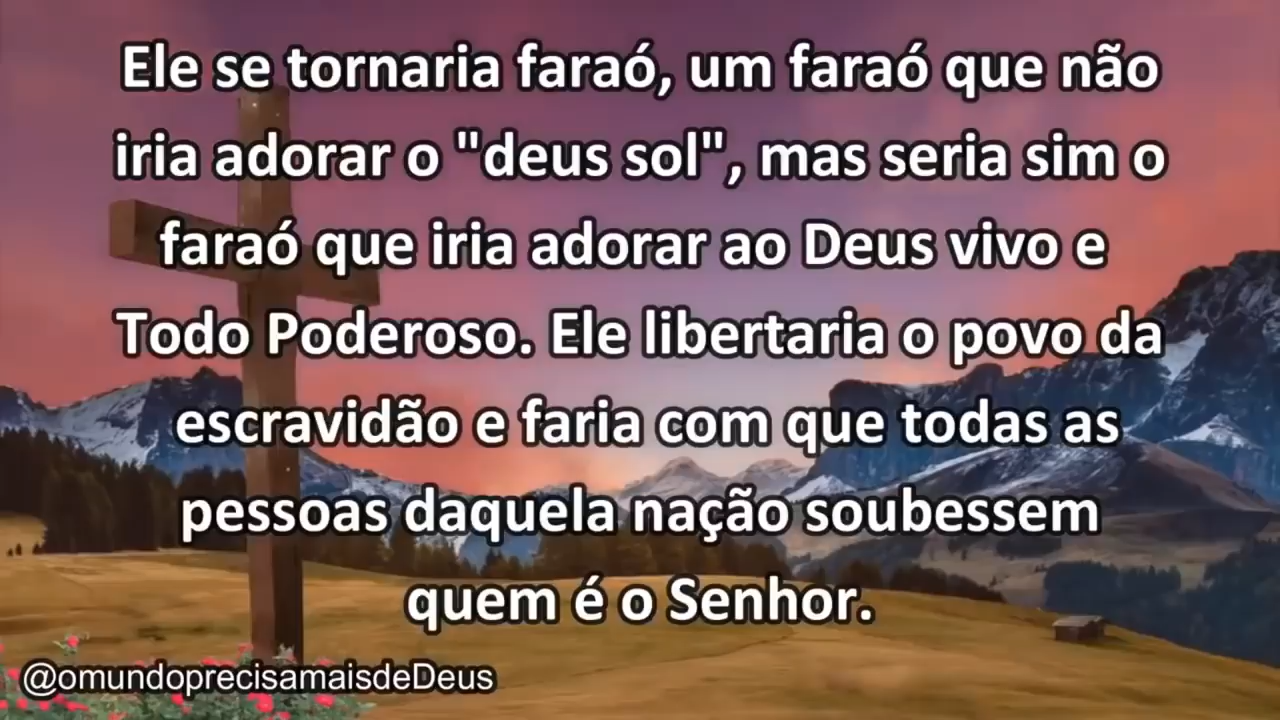 Ele se tornaria faraó, um faraó que não
iria adorar o "deus sol", mas seria sim o
faraó que iria adorar ao Deus vivo e
Todo Poderoso. Ele libertaria o povo da
escravidão e faria com que todas as
pessoas daquela nação soubessem
quem é o Senhor.
@omundoprecisamaisdeDeus